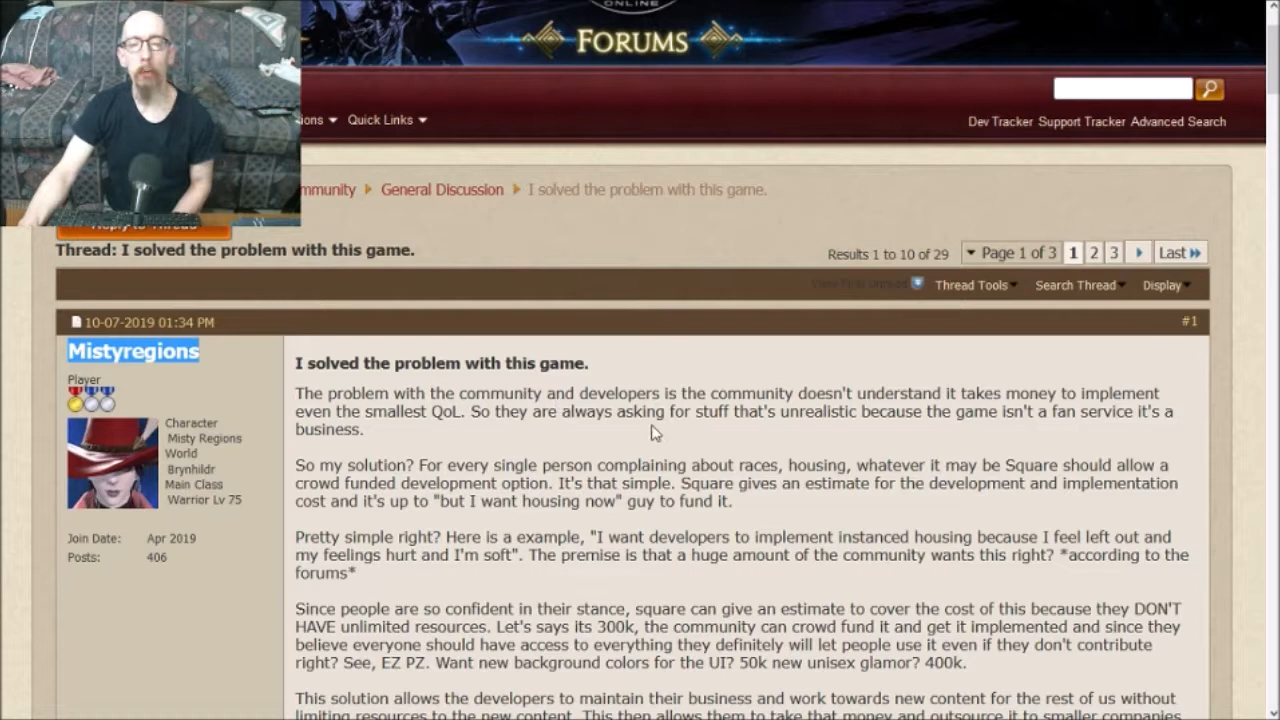 ONLINE
FORUMS
ions Quick Links
Dev Tracker Support Tracker Advanced Search
mmunity General Discussion I solved the problem with this game.
Reply to Thread
Thread: I solved the problem with this game.
Results 1 to 10 of 29
Page 1 of 3 1 2 3 Last
View First Unread Thread Tools Search Thread Display
10-07-2019 01:34 PM #1
Mistyregions
Player
Character
Misty Regions
World
Brynhildr
Main Class
Warrior Lv 75
Join Date: Apr 2019
Posts: 406
I solved the problem with this game.
The problem with the community and developers is the community doesn't understand it takes money to implement
even the smallest QoL. So they are always asking for stuff that's unrealistic because the game isn't a fan service it's a
business.
So my solution? For every single person complaining about races, housing, whatever it may be Square should allow a
crowd funded development option. It's that simple. Square gives an estimate for the development and implementation
cost and it's up to "but I want housing now" guy to fund it.
Pretty simple right? Here is a example, "I want developers to implement instanced housing because I feel left out and
my feelings hurt and I'm soft". The premise is that a huge amount of the community wants this right? *according to the
forums*
Since people are so confident in their stance, square can give an estimate to cover the cost of this because they DON'T
HAVE unlimited resources. Let's says its 300k, the community can crowd fund it and get it implemented and since they
believe everyone should have access to everything they definitely will let people use it even if they don't contribute
right? See, EZ PZ. Want new background colors for the UI? 50k new unisex glamor? 400k.
This solution allows the developers to maintain their business and work towards new content for the rest of us without
limiting resources to the new content. This then allows them to take that money and outsource it to smaller companies